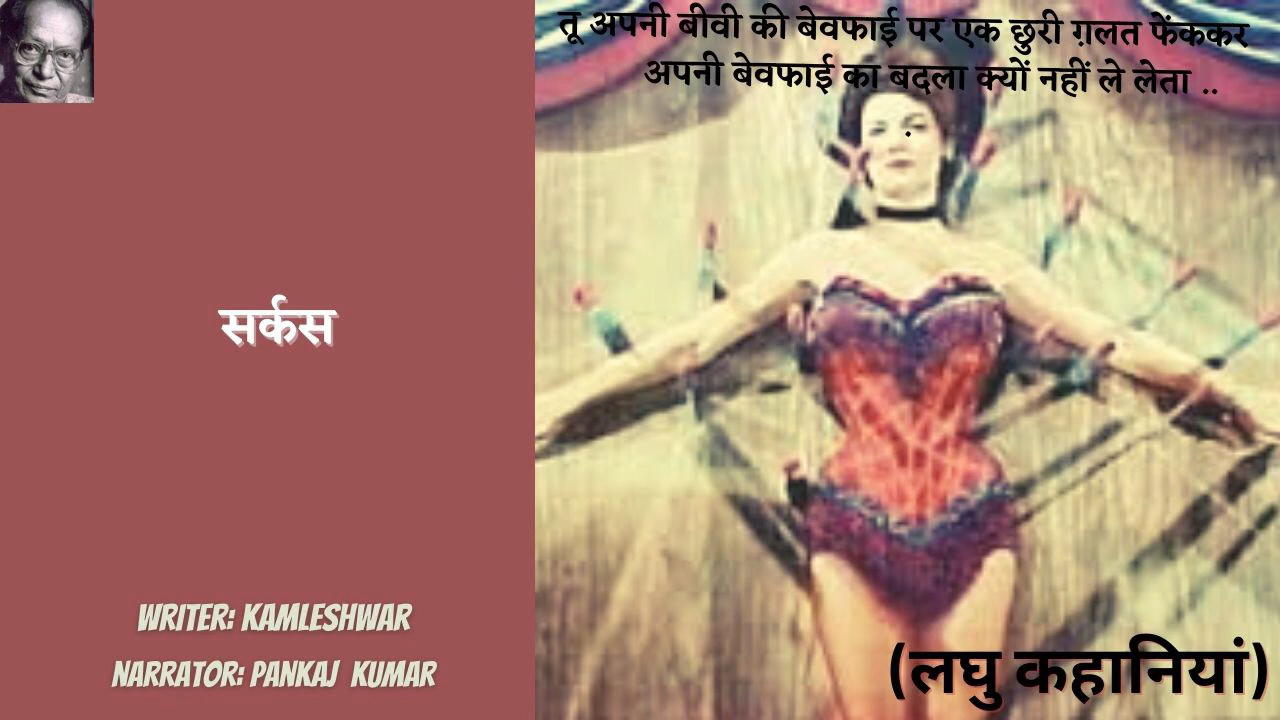 तू अपनी बीवी की बेवफाई पर एक छुरी ग़लत फेंककर
अपनी बेवफाई का बदला क्यों नहीं ले लेता ..
.
सर्कस
WRITER: KAMLESHWAR
NARRATOR: PANKAJ KUMAR
(लघु कहानियां)